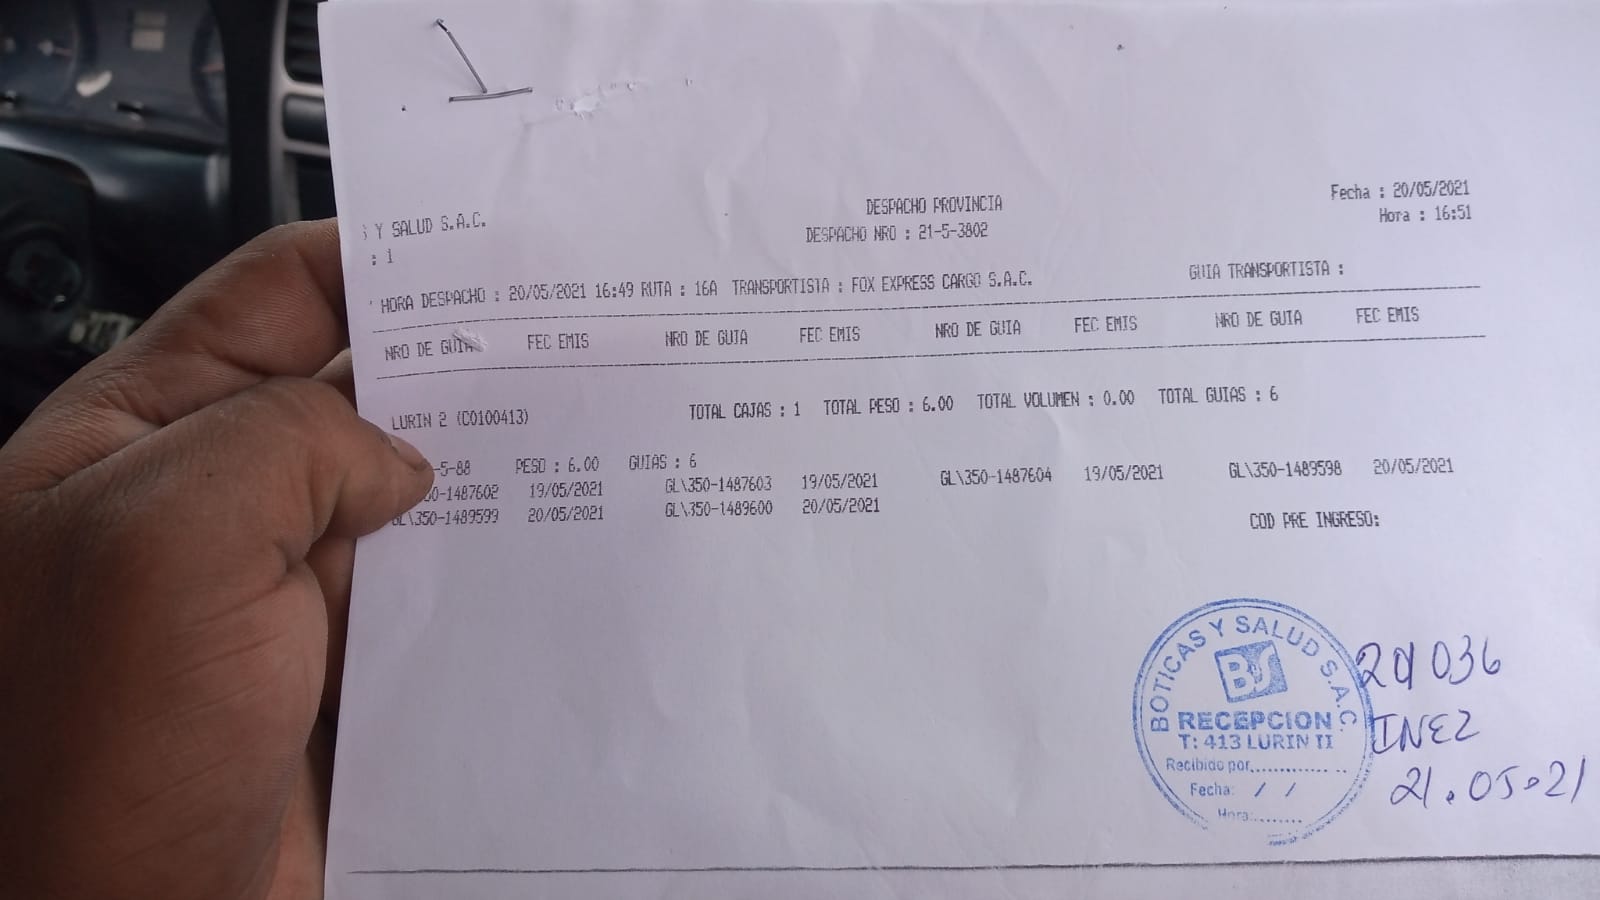 Y SALUD S.A.C.
DESPACHO PROVINCIA
Fecha : 20/05/2021
: 1
DESPACHO NRO : 21-5-3802
Hora : 16:51
HORA DESPACHO : 20/05/2021 16:49 RUTA : 16A TRANSPORTISTA : FOX EXPRESS CARGO S.A.C. GUIA TRANSPORTISTA :
NRO DE GUIA FEC EMIS NRO DE GUIA FEC EMIS NRO DE GUIA FEC EMIS NRO DE GUIA FEC EMIS
LURIN 2 (C0100413) TOTAL CAJAS : 1 TOTAL PESO : 6.00 TOTAL VOLUMEN : 0.00 TOTAL GUIAS : 6
-5-88 PESO : 6.00 GUIAS : 6
50-1487602 19/05/2021 GL\350-1487603 19/05/2021 GL\350-1487604 19/05/2021 GL\350-1489598 20/05/2021
GL\350-1489599 20/05/2021 GL\350-1489600 20/05/2021
COD PRE INGRESO:
BOTICAS Y SALUD S.A.C.
BS
RECEPCION
T: 413 LURIN II
Recibido por..............
Fecha: / /
Hora:........
INEZ
21.05.21